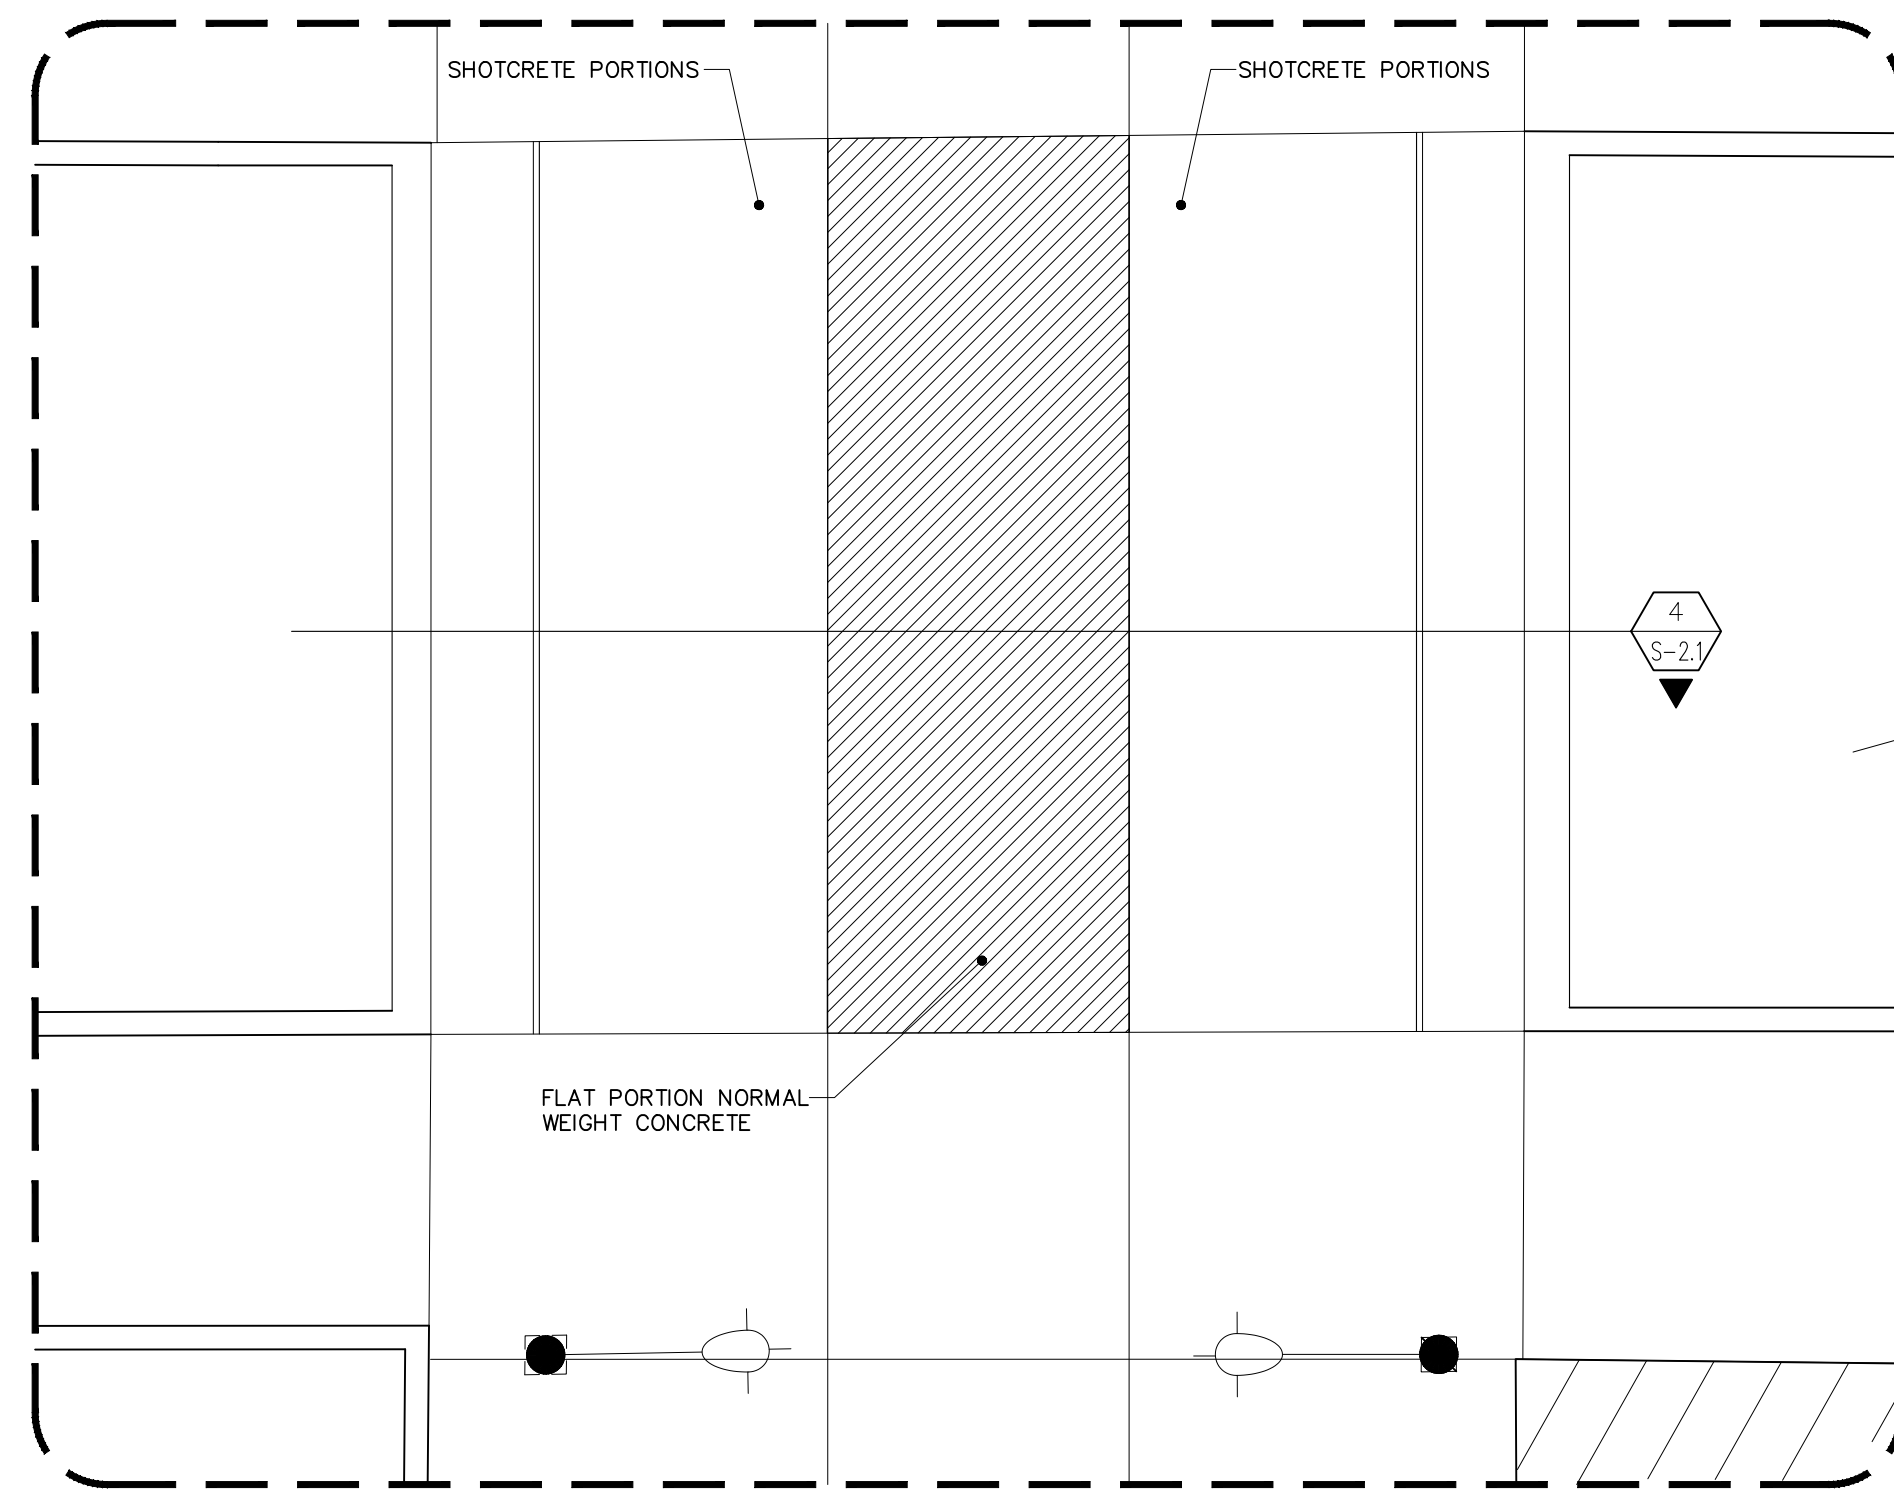 SHOTCRETE PORTIONS
SHOTCRETE PORTIONS
4
S-2.1
FLAT PORTION NORMAL
WEIGHT CONCRETE